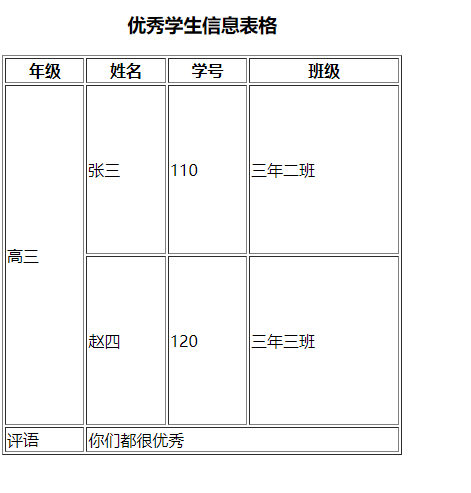 优秀学生信息表格
年级 姓名 学号 班级
高三 张三 110 三年二班
赵四 120 三年三班
评语 你们都很优秀